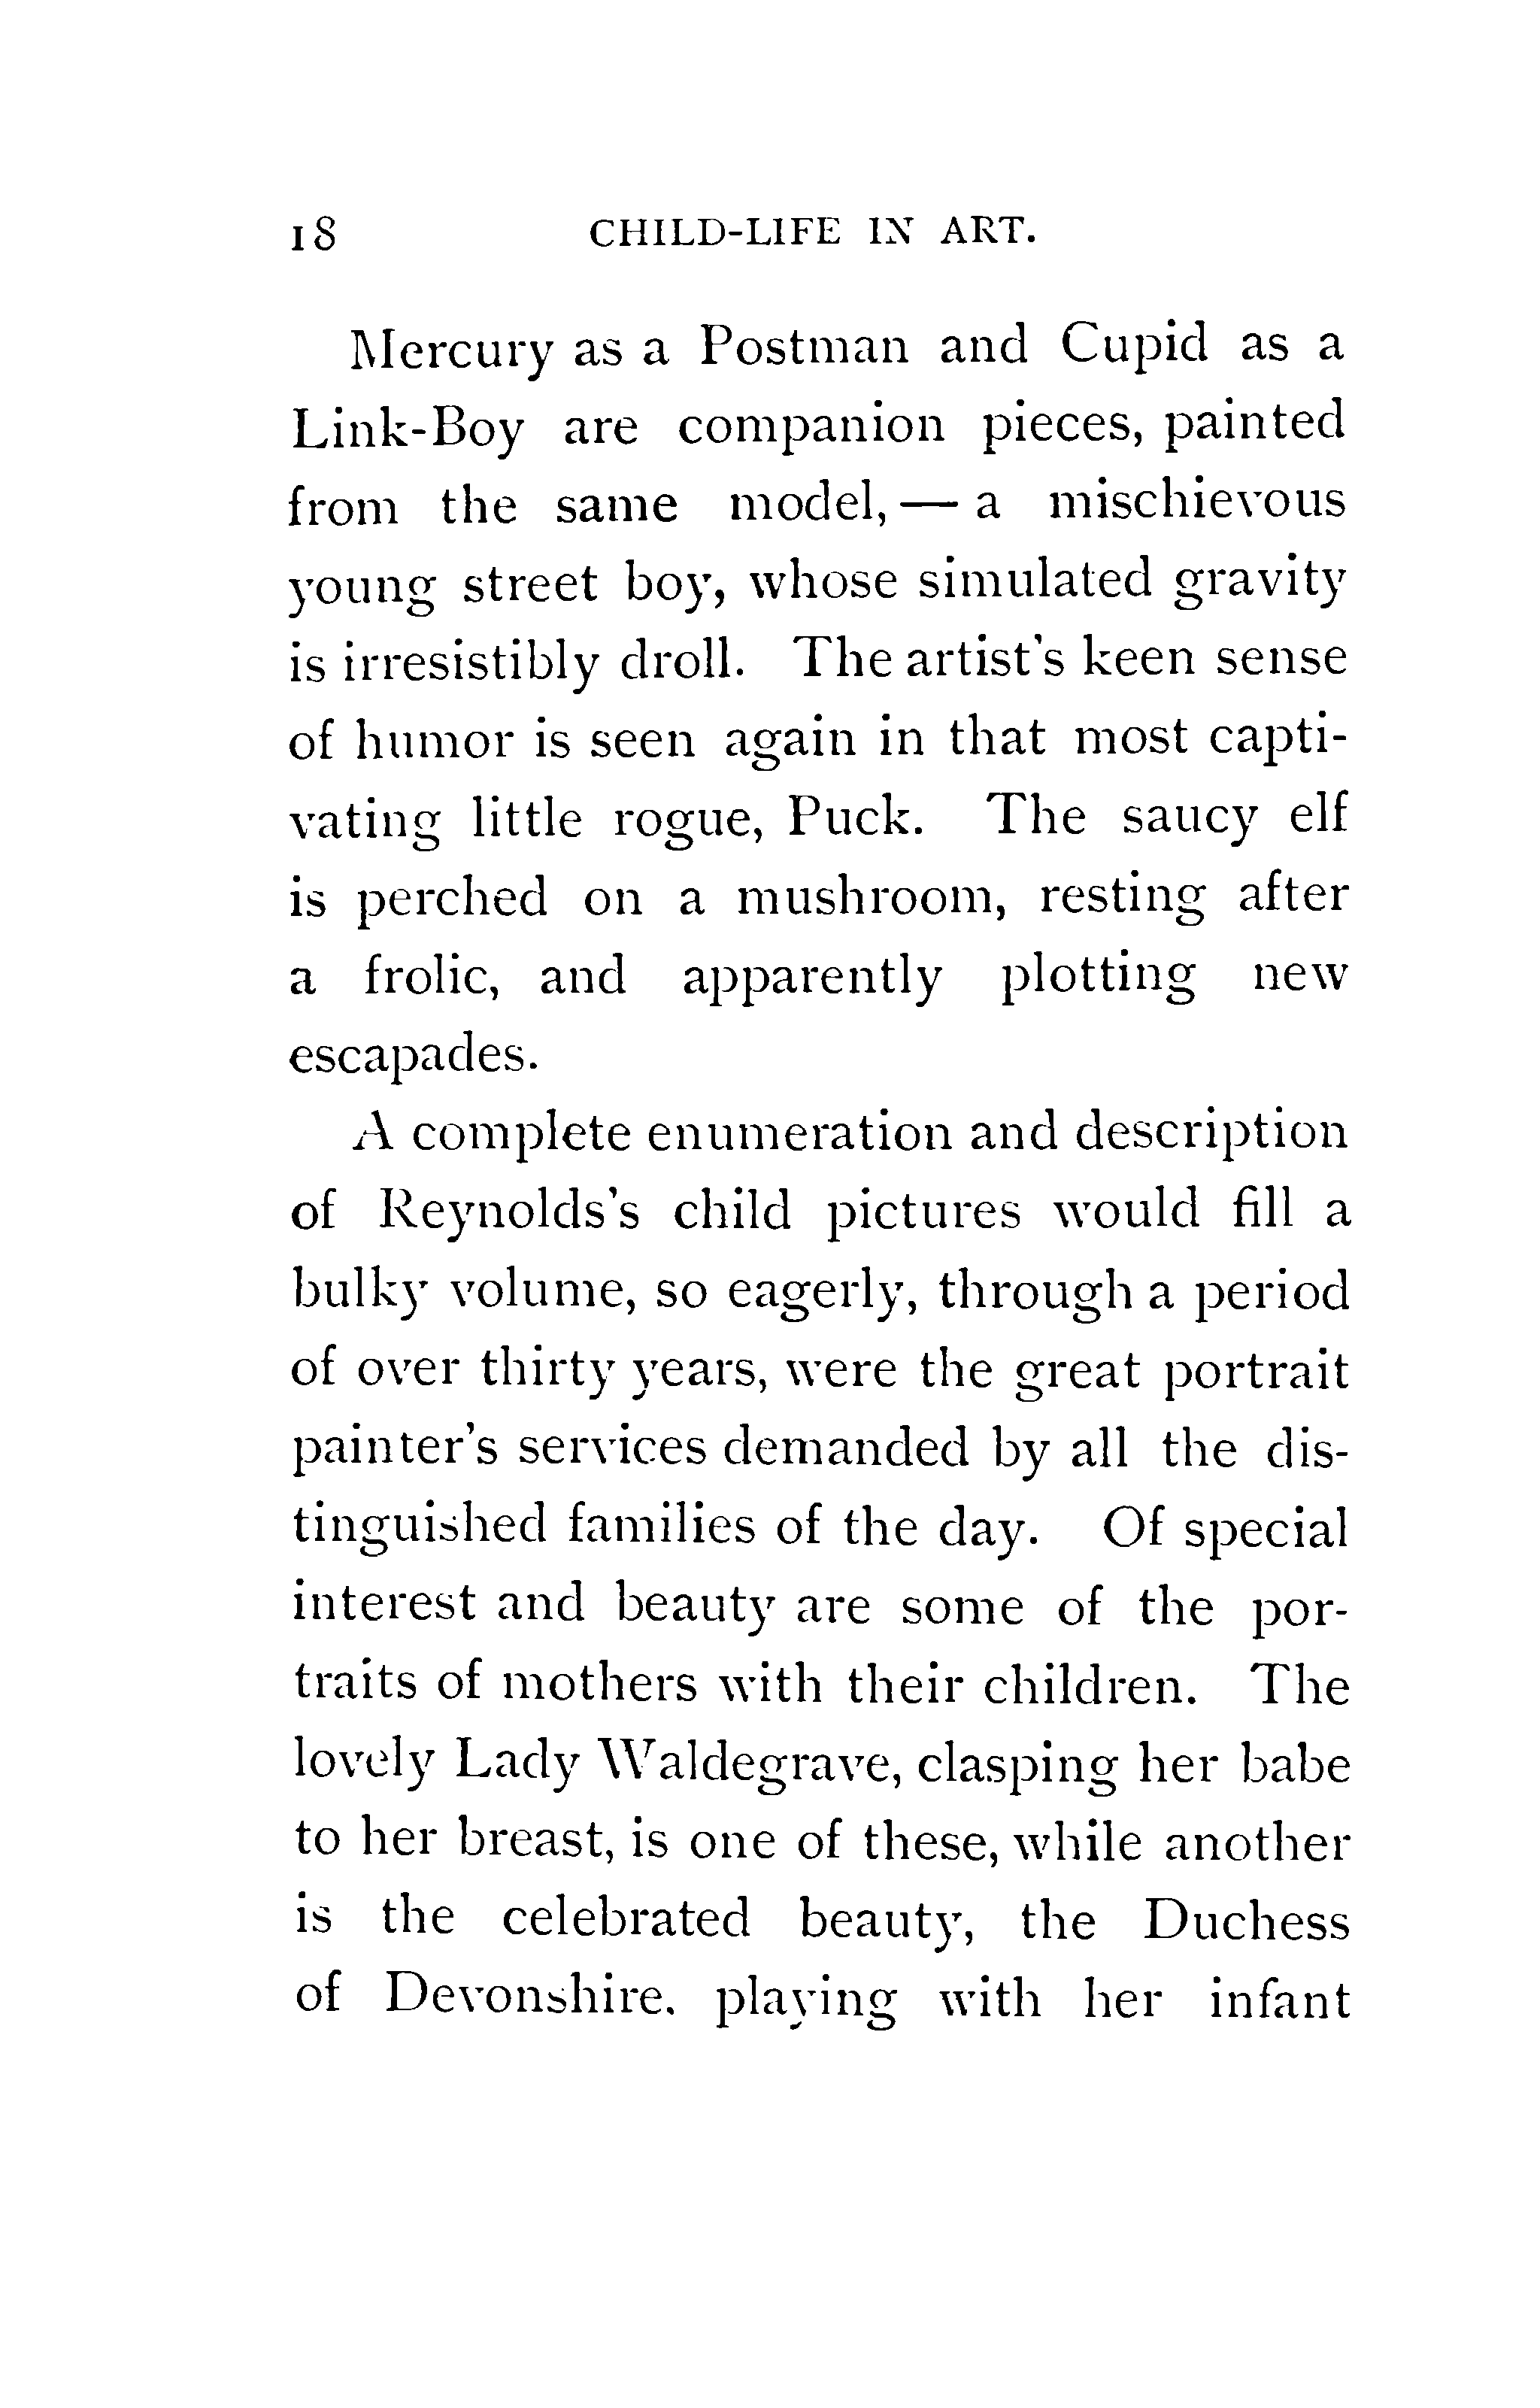 18 CHILD-LIFE IN ART.
Mercury as a Postman and Cupid as a
Link-Boy are companion pieces, painted
from the same model, — a mischievous
young street boy, whose simulated gravity
is irresistibly droll. The artist's keen sense
of humor is seen again in that most capti-
vating little rogue, Puck. The saucy elf
is perched on a mushroom, resting after
a frolic, and apparently plotting new
escapades.
A complete enumeration and description
of Reynolds's child pictures would fill a
bulky volume, so eagerly, through a period
of over thirty years, were the great portrait
painter's services demanded by all the dis-
tinguished families of the day. Of special
interest and beauty are some of the por-
traits of mothers with their children. The
lovely Lady Waldegrave, clasping her babe
to her breast, is one of these, while another
is the celebrated beauty, the Duchess
of Devonshire, playing with her infant